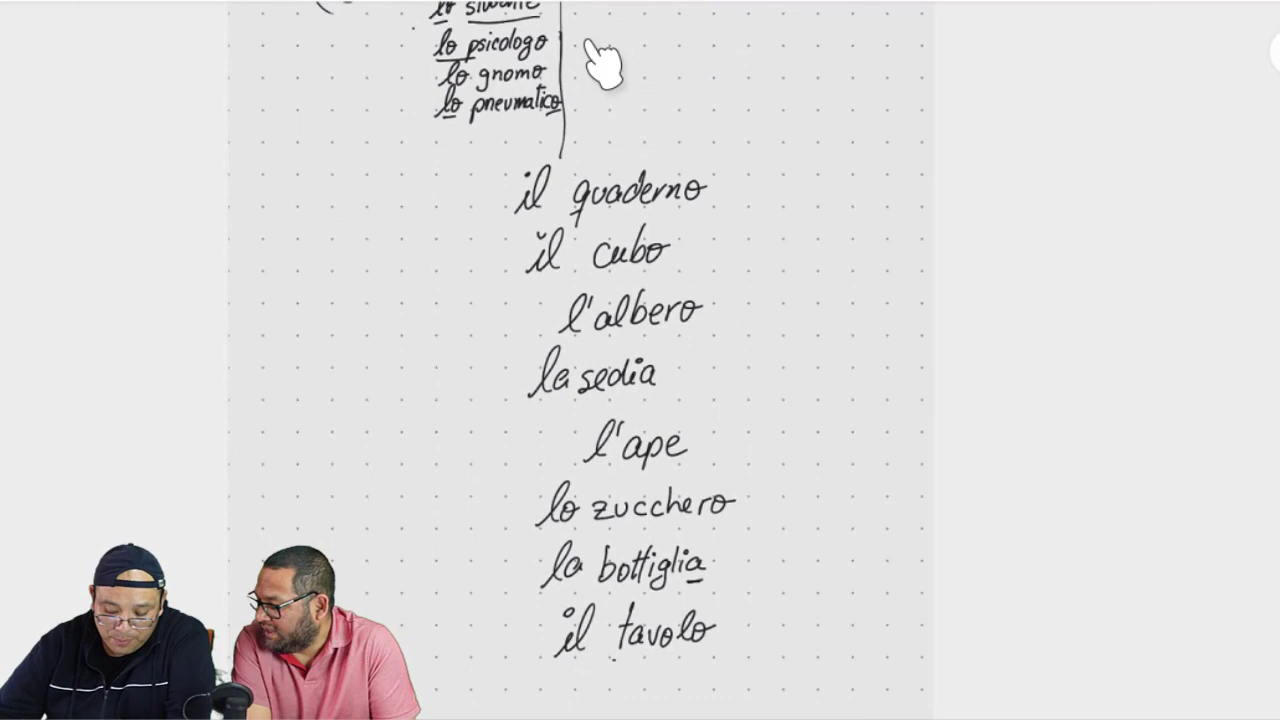 lo
lo psicologo
lo gnomo
lo pneumatico
il quaderno
il cubo
l'albero
la sedia
l'ape
lo zucchero
la bottiglia
il tavolo